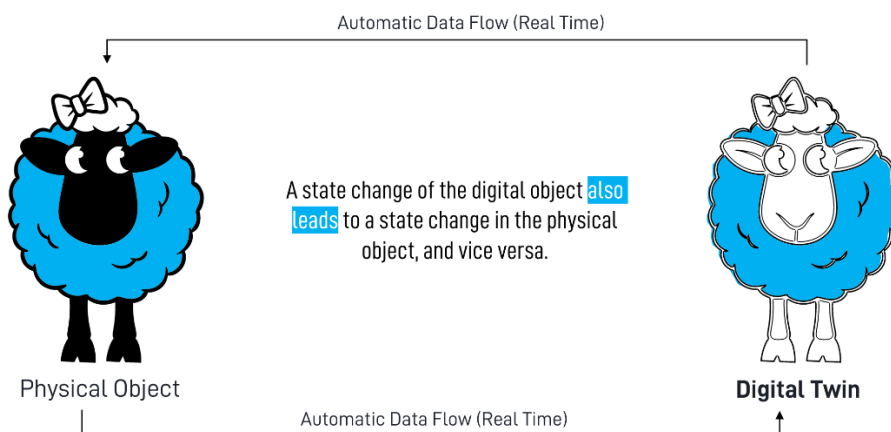 Automatic Data Flow (Real Time)
A state change of the digital object also
leads to a state change in the physical
object, and vice versa.
Physical Object
Digital Twin
Automatic Data Flow (Real Time)